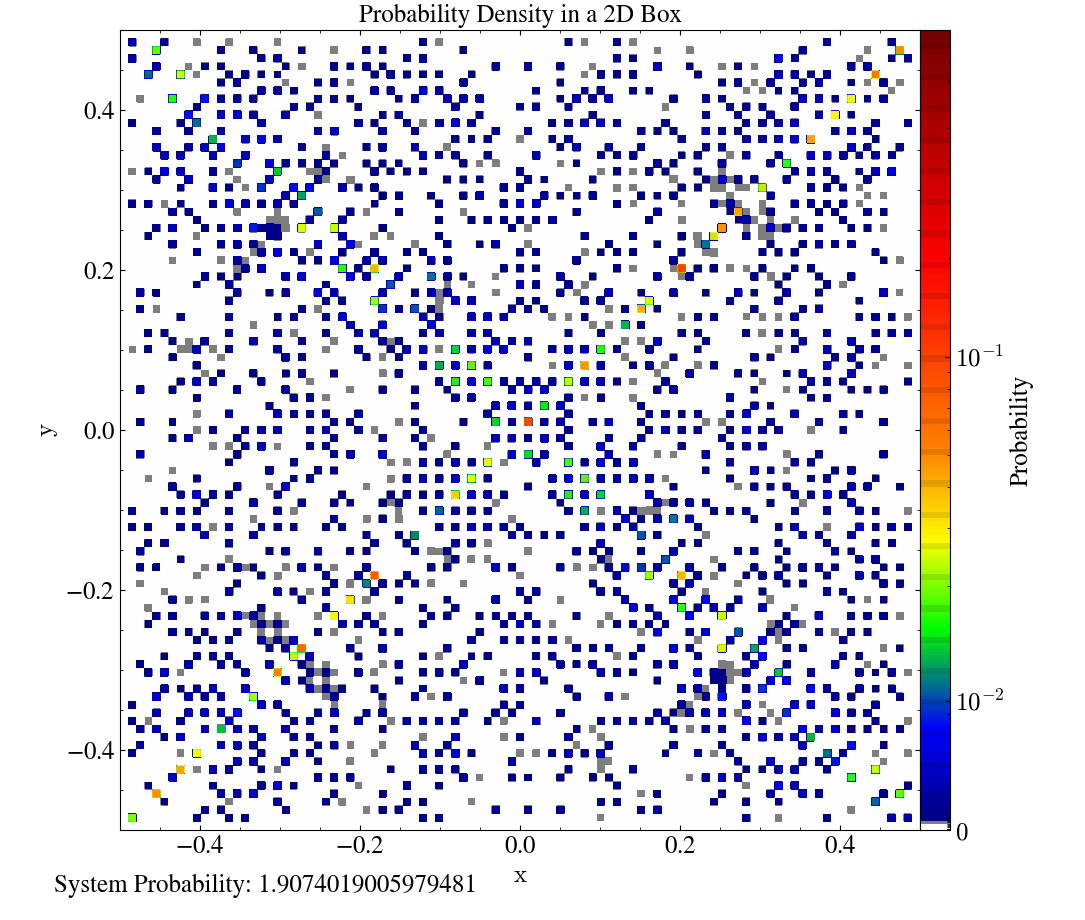 Probability Density in a 2D Box
0.4
0.2
0.0
−0.2
−0.4
y
−0.4 −0.2 0.0 0.2 0.4
x
10⁻¹
10⁻²
0
Probability
System Probability: 1.9074019005979481